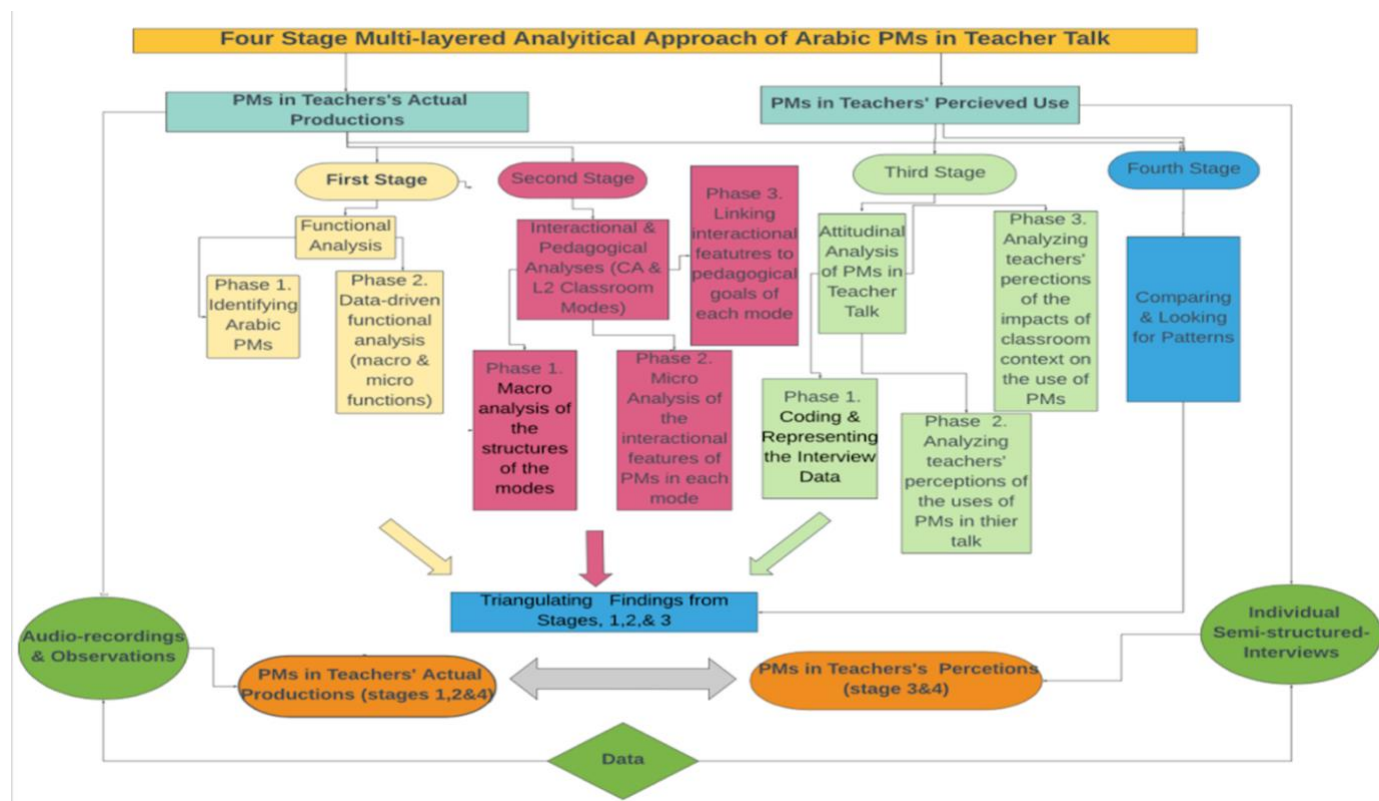 Four Stage Multi-layered Analyitical Approach of Arabic PMs in Teacher Talk
PMs in Teachers's Actual
Productions
PMs in Teachers' Percieved Use
First Stage
Second Stage
Third Stage
Fourth Stage
Functional
Analysis
Phase 1.
Identifying
Arabic
PMs
Phase 2.
Data-driven
functional
analysis
(macro &
micro
functions)
Interactional &
Pedagogical
Analyses (CA &
L2 Classroom
Modes)
Phase 3.
Linking
interactional
featutres to
pedagogical
goals of
each mode
Phase 1.
Macro
analysis of
the
structures
of the
modes
Phase 2.
Micro
Analysis of
the
interactional
features of
PMs in each
mode
Attitudinal
Analysis
of PMs in
Teacher
Talk
Phase 3.
Analyzing
teachers'
perections
of the
impacts of
classroom
context on
the use of
PMs
Phase 1.
Coding &
Representing
the Interview
Data
Phase 2.
Analyzing
teachers'
perceptions of
the uses of
PMs in thier
talk
Comparing
& Looking
for Patterns
Triangulating Findings from
Stages, 1,2,& 3
Audio-recordings
& Observations
Individual
Semi-structured-
Interviews
PMs in Teachers' Actual
Productions (stages 1,2&4)
PMs in Teachers's Percetions
(stage 3&4)
Data